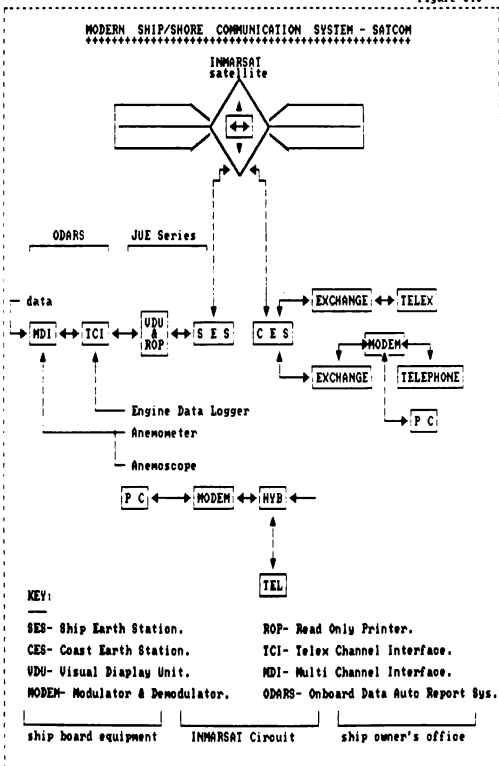 MODERN SHIP/SHORE COMMUNICATION SYSTEM - SATCOM
++++++++++++++++++++++++++++++++++++++++++++++++
INMARSAT
satellite
ODARS JUE Series
data
MDI TCI VDU & ROP S E S C E S EXCHANGE TELEX
MODEM
EXCHANGE TELEPHONE
P C
Engine Data Logger
Anemometer
Anemoscope
P C MODEM HYB
TEL
KEY:
SES- Ship Earth Station. ROP- Read Only Printer.
CES- Coast Earth Station. TCI- Telex Channel Interface.
VDU- Visual Diaplay Unit. MDI- Multi Channel Interface.
MODEM- Modulator & Demodulator. ODARS- Onboard Data Auto Report Sys.
ship board equipment INMARSAT Circuit ship owner's office